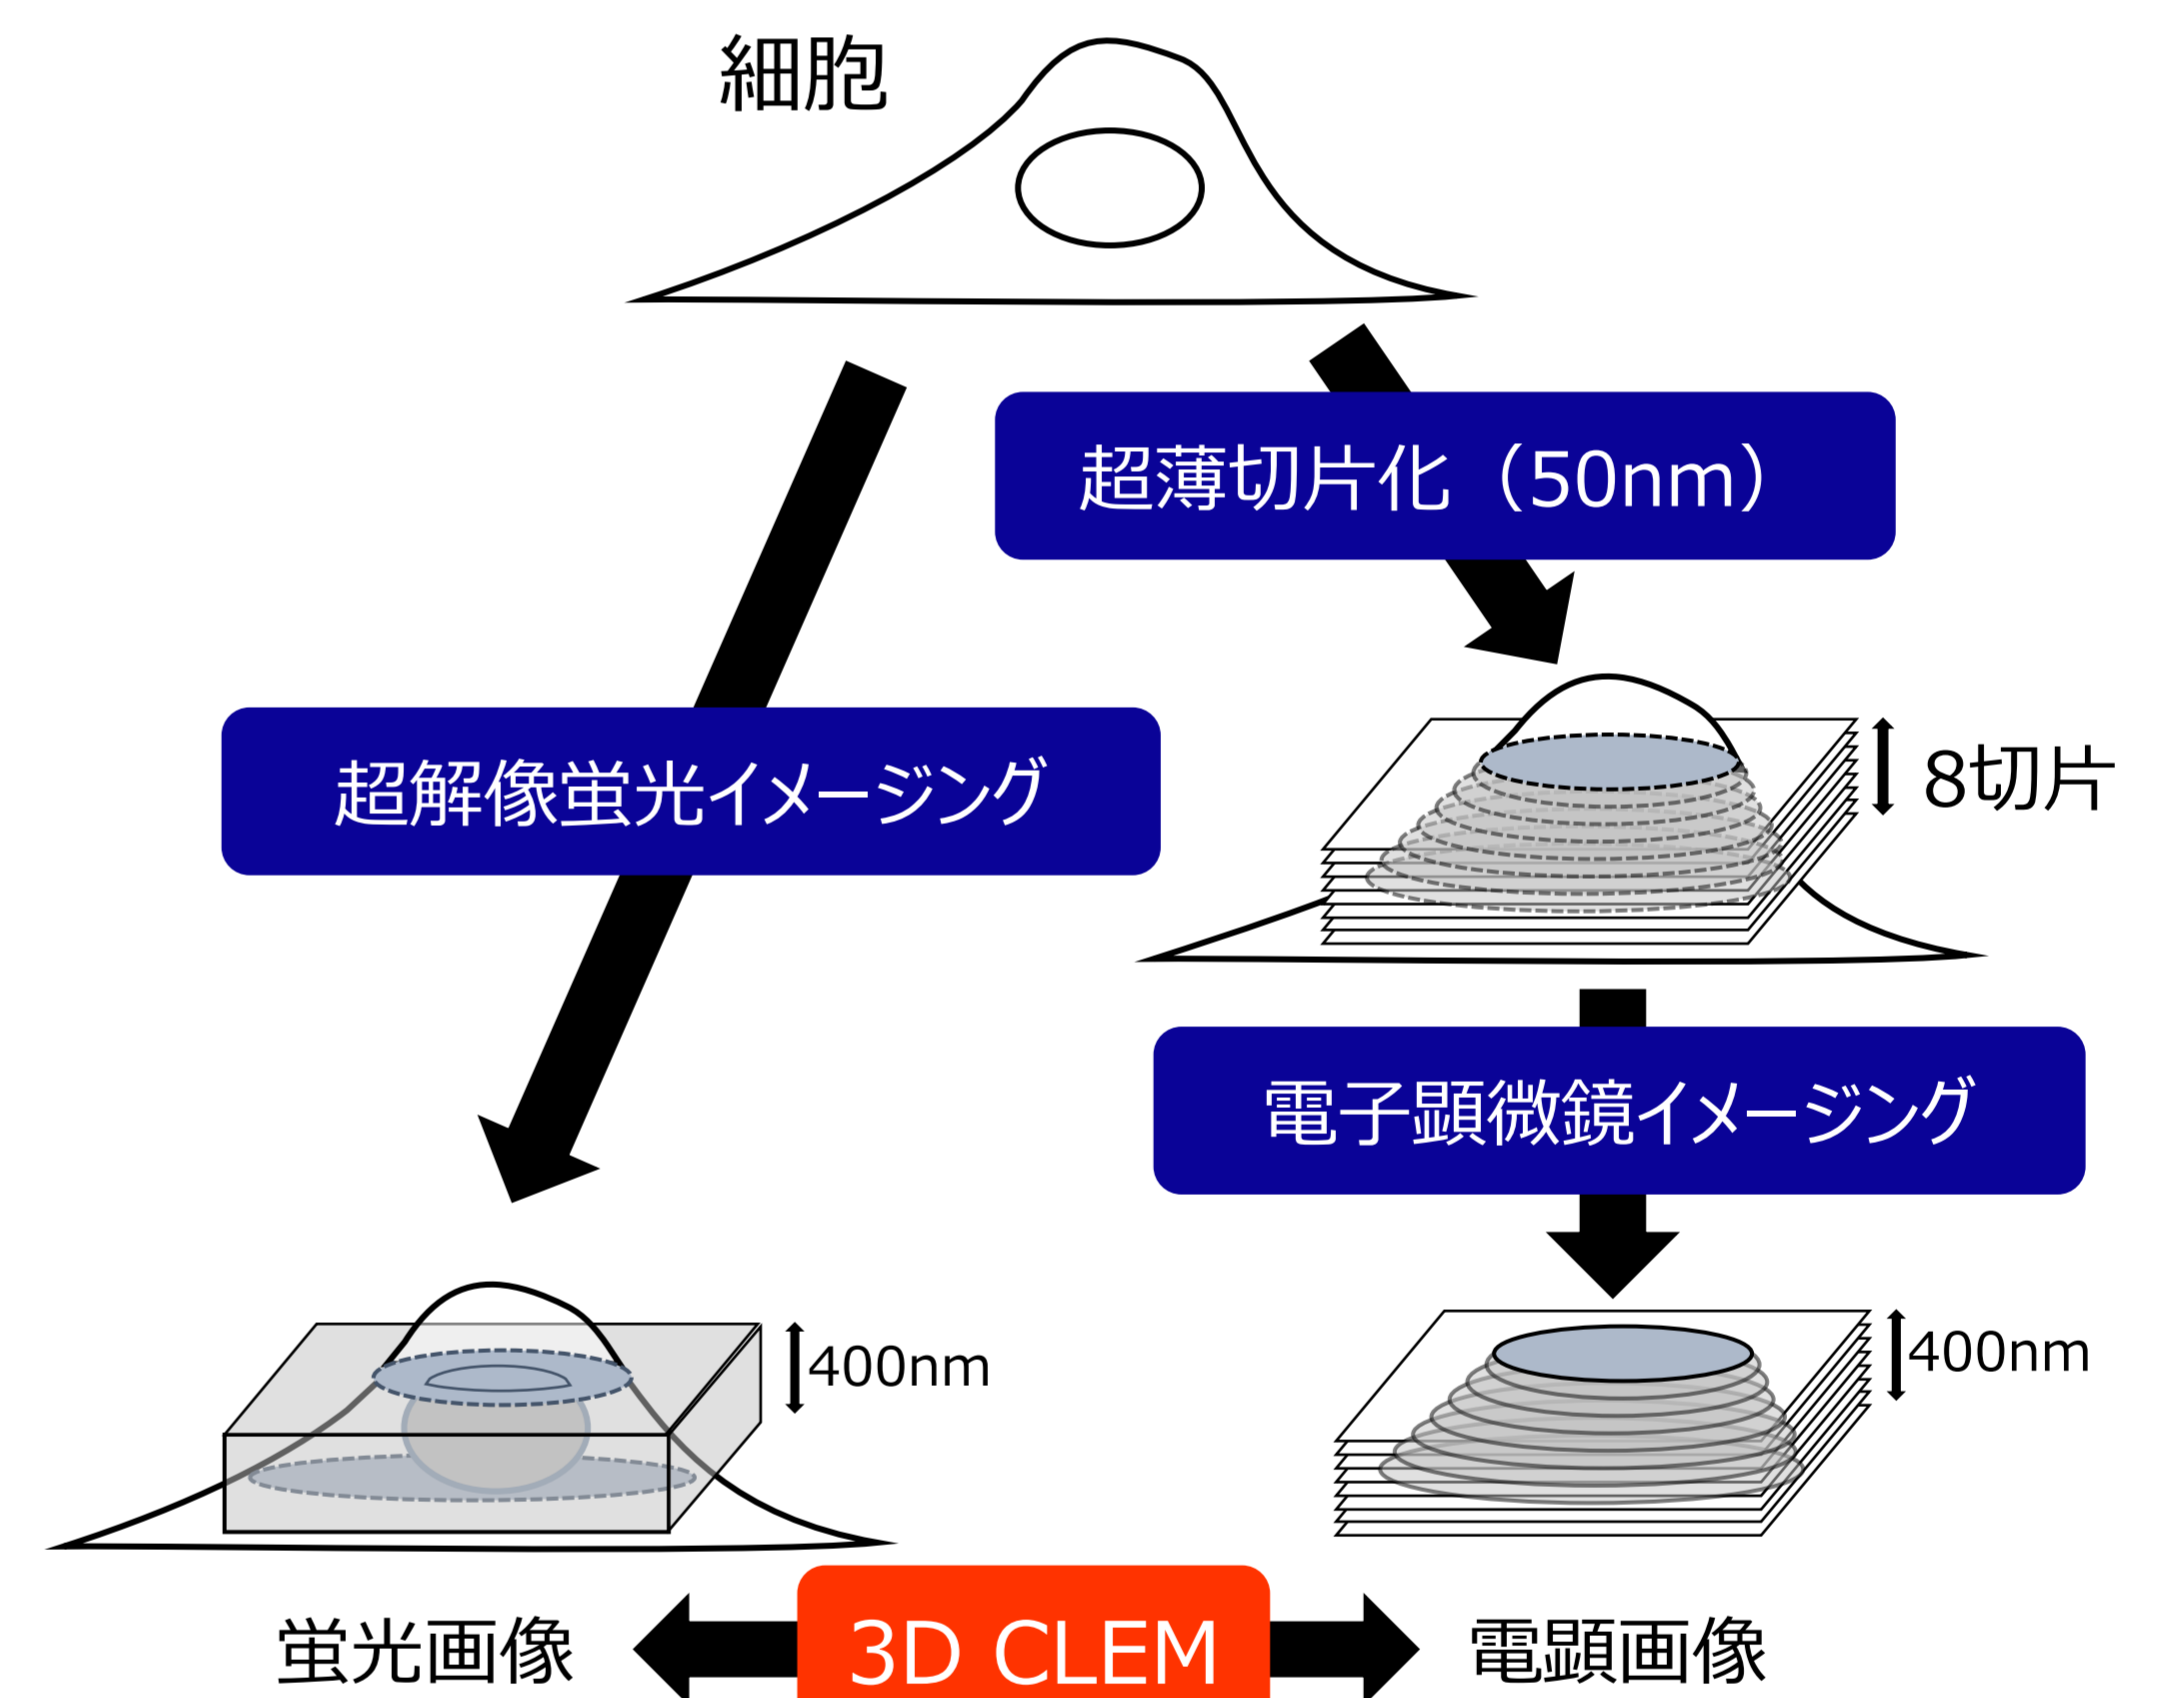 細胞
超薄切片化（50nm）
超解像蛍光イメージング
8切片
電子顕微鏡イメージング
400nm
400nm
蛍光画像
3D CLEM
電顕画像